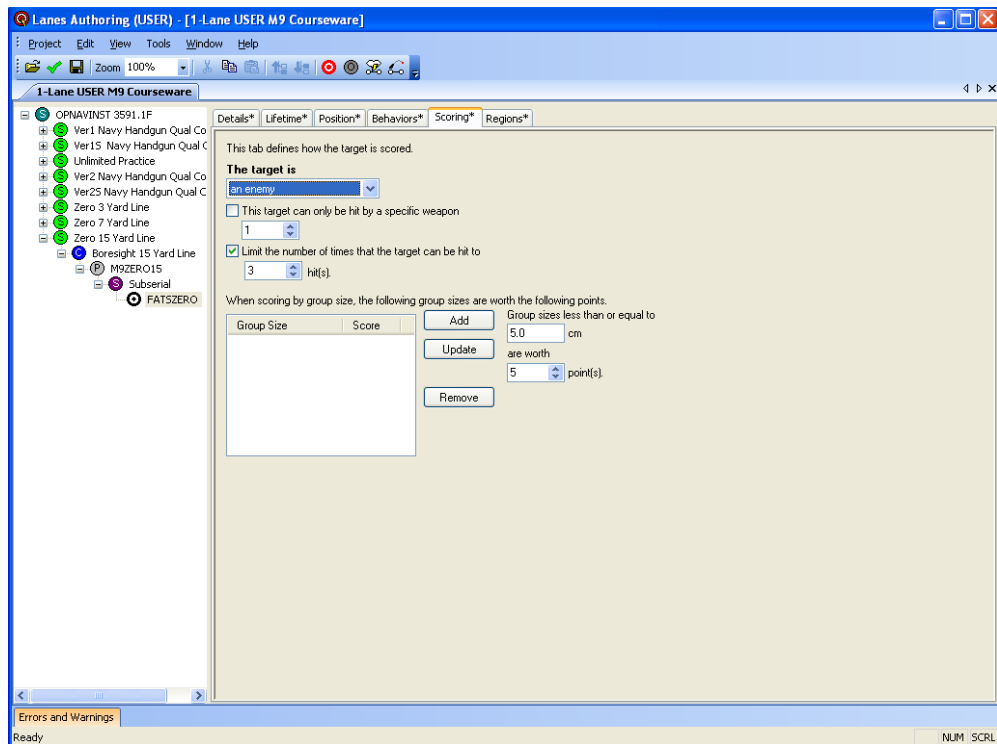 Lanes Authoring (USER) - [1-Lane USER M9 Courseware]
Project Edit View Tools Window Help
Zoom 100%
1-Lane USER M9 Courseware
S OPNAVINST 3591.1F
S Ver1 Navy Handgun Qual Co
S Ver1S Navy Handgun Qual C
S Unlimited Practice
S Ver2 Navy Handgun Qual Co
S Ver2S Navy Handgun Qual C
S Zero 3 Yard Line
S Zero 7 Yard Line
S Zero 15 Yard Line
C Boresight 15 Yard Line
P M9ZERO15
S Subserial
FATSZERO
Details* Lifetime* Position* Behaviors* Scoring* Regions*
This tab defines how the target is scored.
The target is
an enemy
This target can only be hit by a specific weapon
1
Limit the number of times that the target can be hit to
3 hit(s).
When scoring by group size, the following group sizes are worth the following points.
Group Size Score
Add
Update
Remove
Group sizes less than or equal to
5.0 cm
are worth
5 point(s).
Errors and Warnings
Ready NUM SCRL